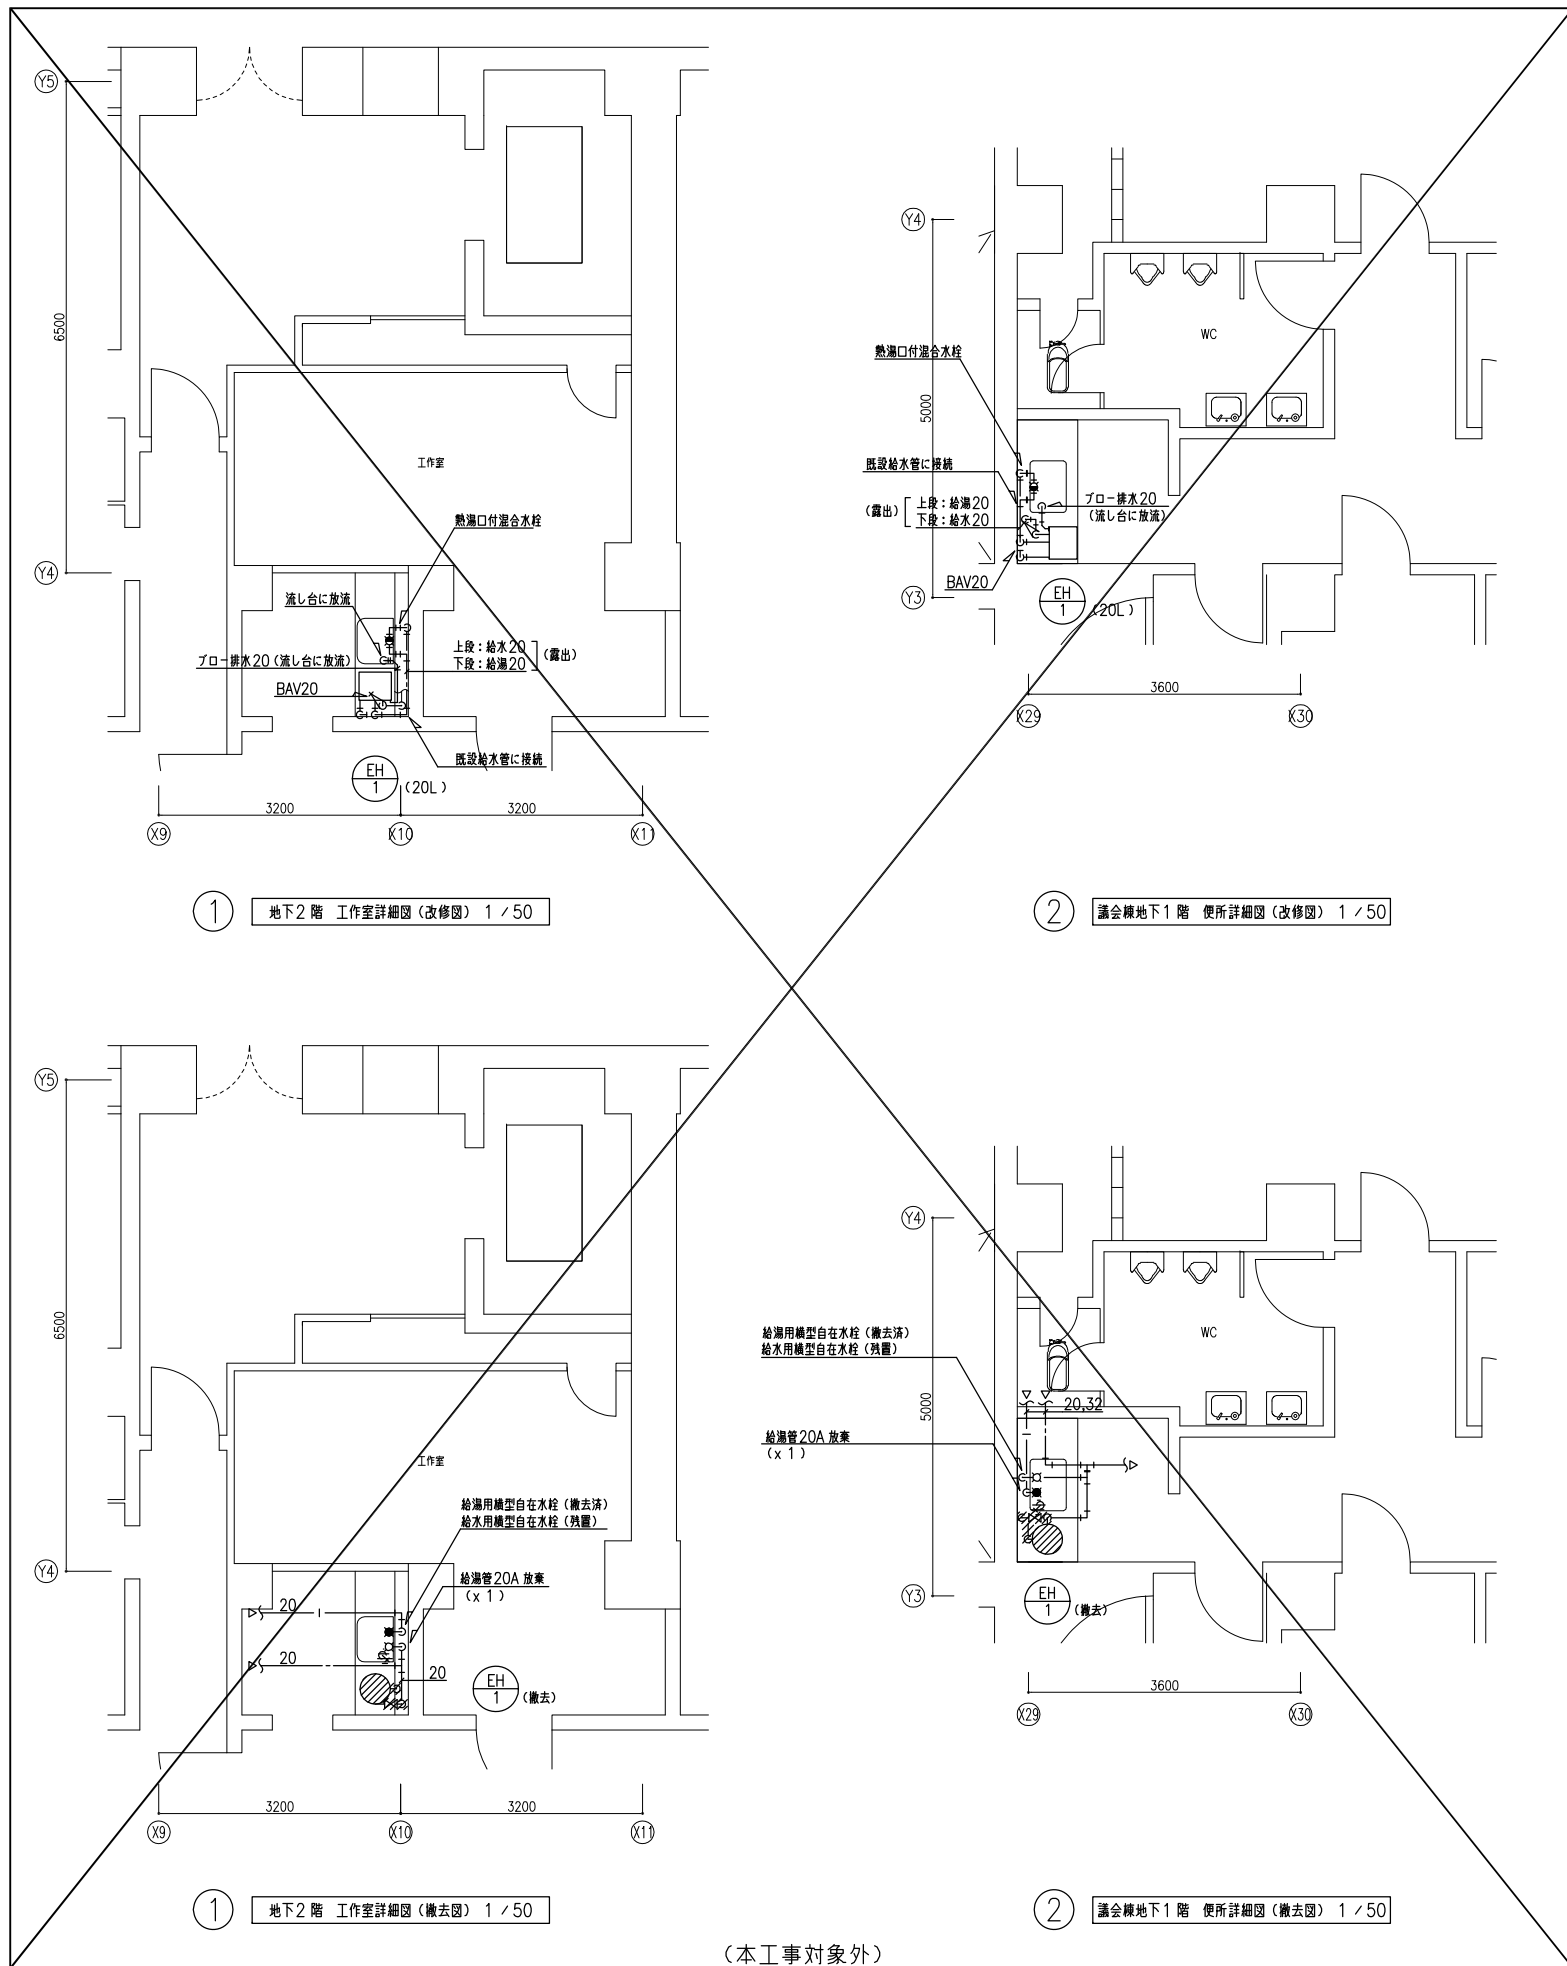 Y5
6500
工作室
熱湯口付混合水栓
Y4
流し台に放流
上段：給水20
下段：給湯20
（露出）
ブロー排水20（流し台に放流）
BAV20
既設給水管に接続
EH
1
（20L）
3200
3200
X9
X10
X11
1
地下2階 工作室詳細図（改修図） 1／50
Y4
WC
熱湯口付混合水栓
5000
既設給水管に接続
（露出）
上段：給湯20
下段：給水20
ブロー排水20
（流し台に放流）
BAV20
Y3
EH
1
（20L）
3600
X29
X30
2
議会棟地下1階 便所詳細図（改修図） 1／50
Y5
6500
工作室
給湯用横型自在水栓（撤去済）
給水用横型自在水栓（残置）
Y4
給湯管20A 放棄
（x 1）
20
20
20
EH
1
（撤去）
3200
3200
X9
X10
X11
1
地下2階 工作室詳細図（撤去図） 1／50
Y4
給湯用横型自在水栓（撤去済）
給水用横型自在水栓（残置）
WC
5000
20,32
給湯管20A 放棄
（x 1）
Y3
EH
1
（撤去）
3600
X29
X30
2
議会棟地下1階 便所詳細図（撤去図） 1／50
（本工事対象外）